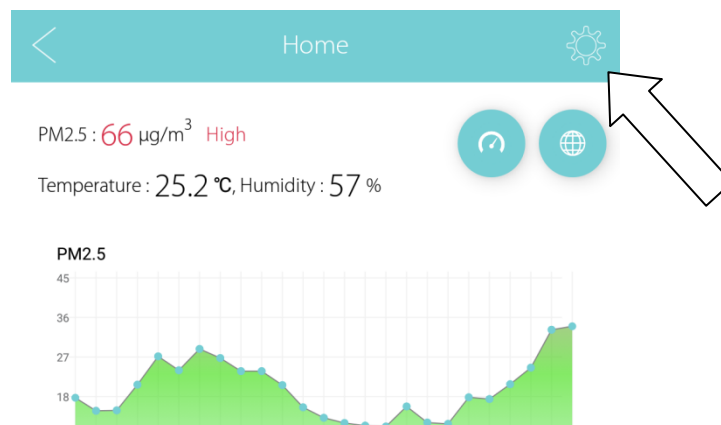 Home
PM2.5 : 66 µg/m³ High
Temperature : 25.2 ℃, Humidity : 57 %
PM2.5
45
36
27
18